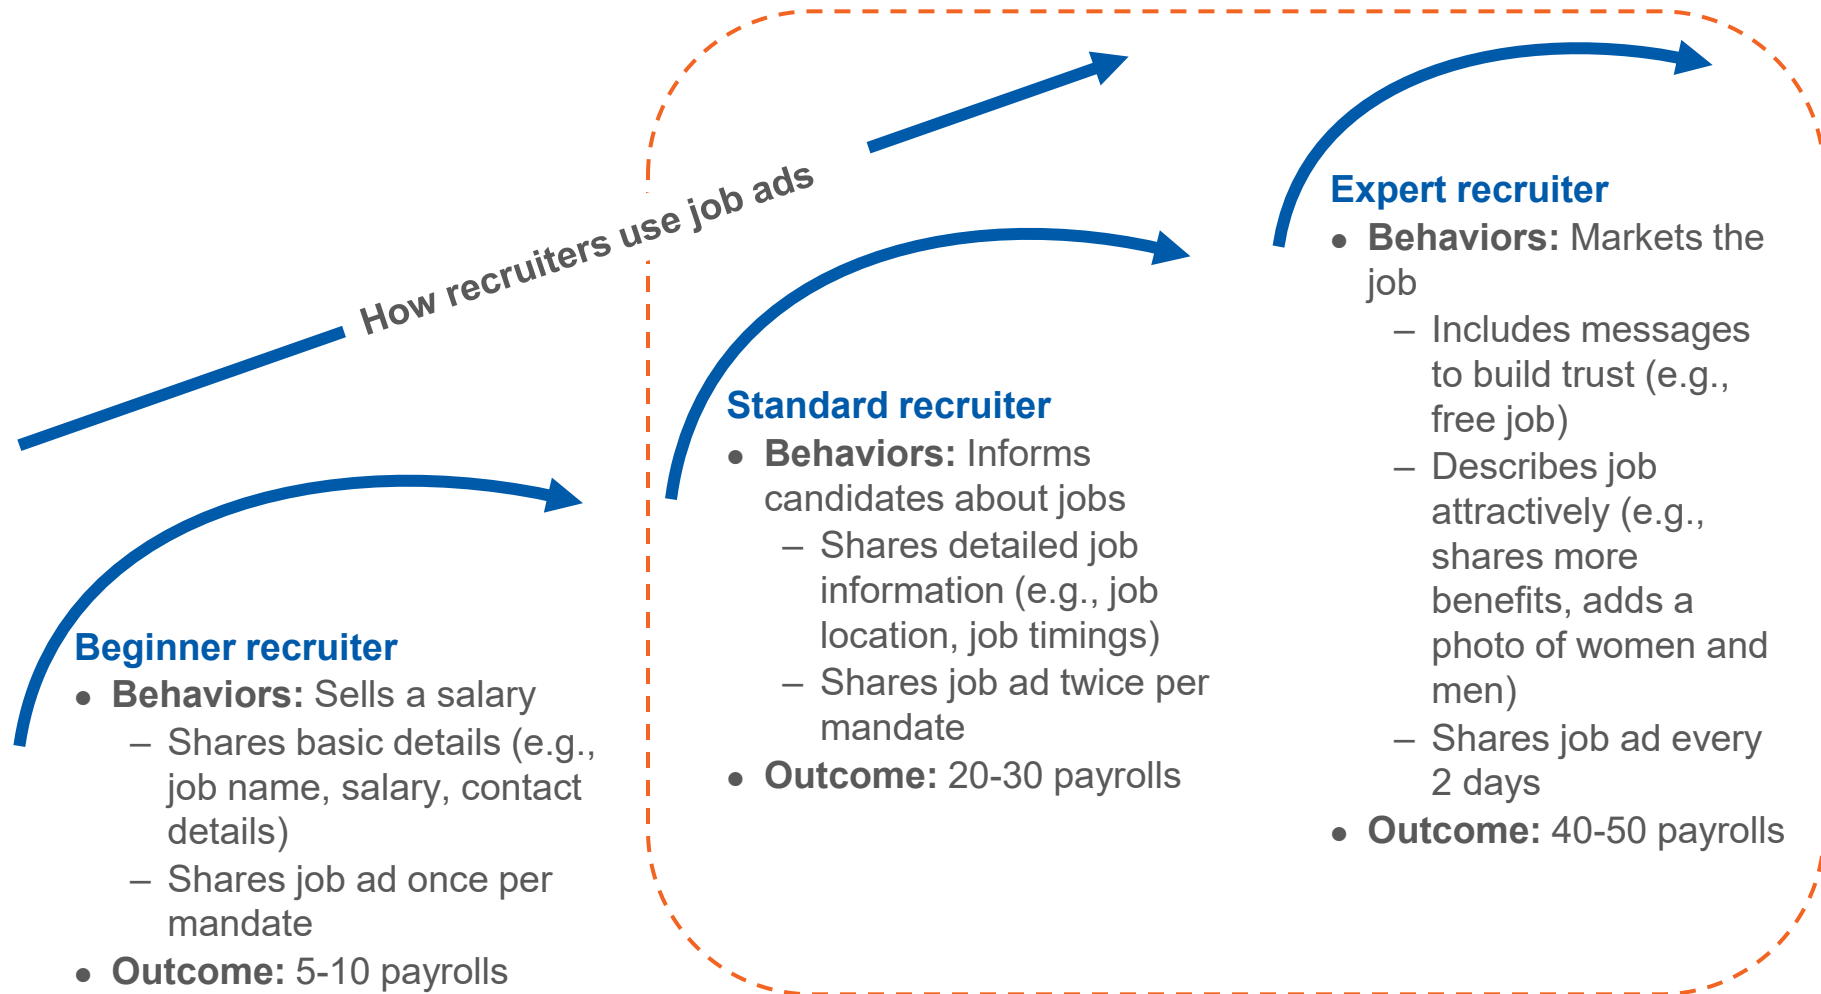 How recruiters use job ads
Beginner recruiter
● Behaviors: Sells a salary
– Shares basic details (e.g.,
job name, salary, contact
details)
– Shares job ad once per
mandate
● Outcome: 5-10 payrolls
Standard recruiter
● Behaviors: Informs
candidates about jobs
– Shares detailed job
information (e.g., job
location, job timings)
– Shares job ad twice per
mandate
● Outcome: 20-30 payrolls
Expert recruiter
● Behaviors: Markets the
job
– Includes messages
to build trust (e.g.,
free job)
– Describes job
attractively (e.g.,
shares more
benefits, adds a
photo of women and
men)
– Shares job ad every
2 days
● Outcome: 40-50 payrolls